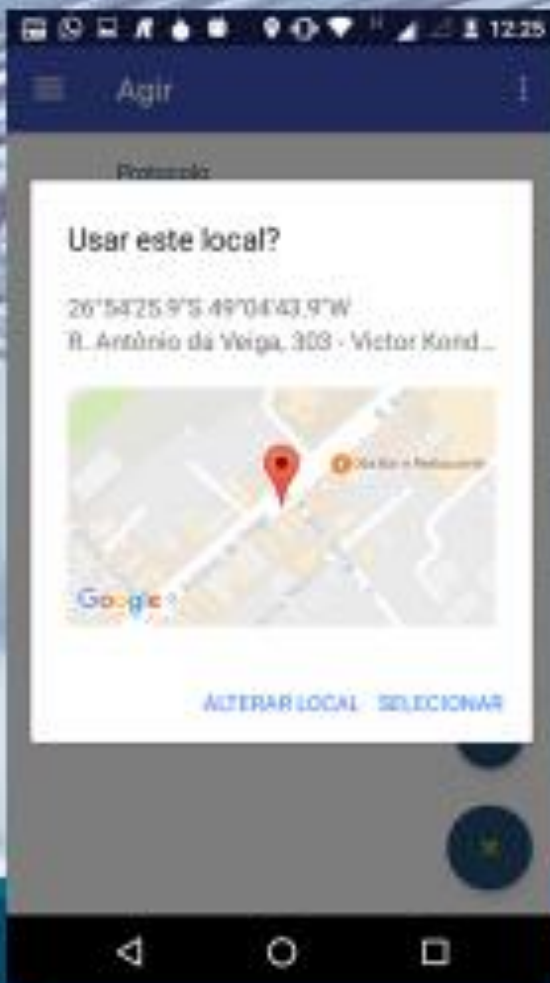 12:25
Agir
Protocolo
Usar este local?
26°54'25.9"S 49°04'43.9"W
R. Antônio da Veiga, 303 - Victor Kond...
Google
ALTERAR LOCAL SELECIONAR